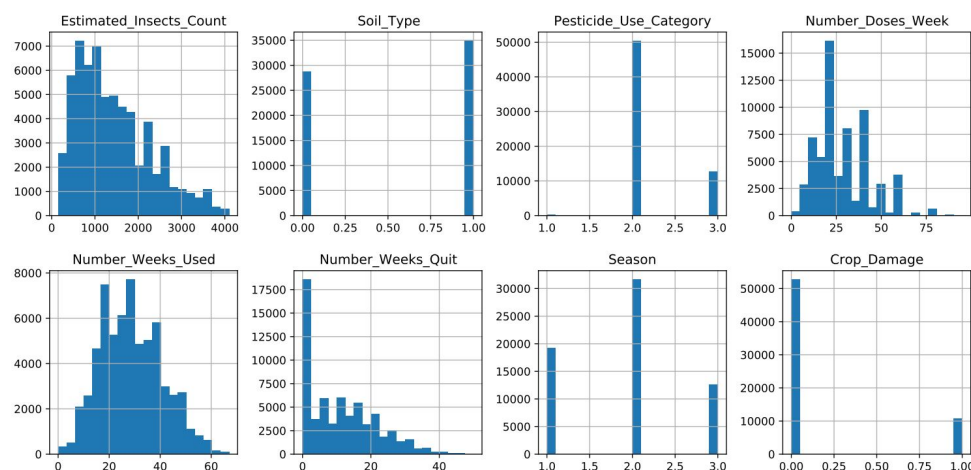 Estimated_Insects_Count Soil_Type Pesticide_Use_Category Number_Doses_Week
7000 35000 50000 15000
6000 30000 12500
5000 25000 40000 10000
4000 20000 30000 7500
3000 15000 20000 5000
2000 10000 10000 2500
1000 5000
0 0 0 0
0 1000 2000 3000 4000 0.00 0.25 0.50 0.75 1.00 1.0 1.5 2.0 2.5 3.0 0 25 50 75
Number_Weeks_Used Number_Weeks_Quit Season Crop_Damage
8000 17500 30000 50000
6000 15000 25000 40000
4000 12500 20000 30000
2000 10000 15000 20000
0 7500 10000 10000
5000 5000 0
2500 0
0
0 20 40 60 0 20 40 1.0 1.5 2.0 2.5 3.0 0.00 0.25 0.50 0.75 1.00